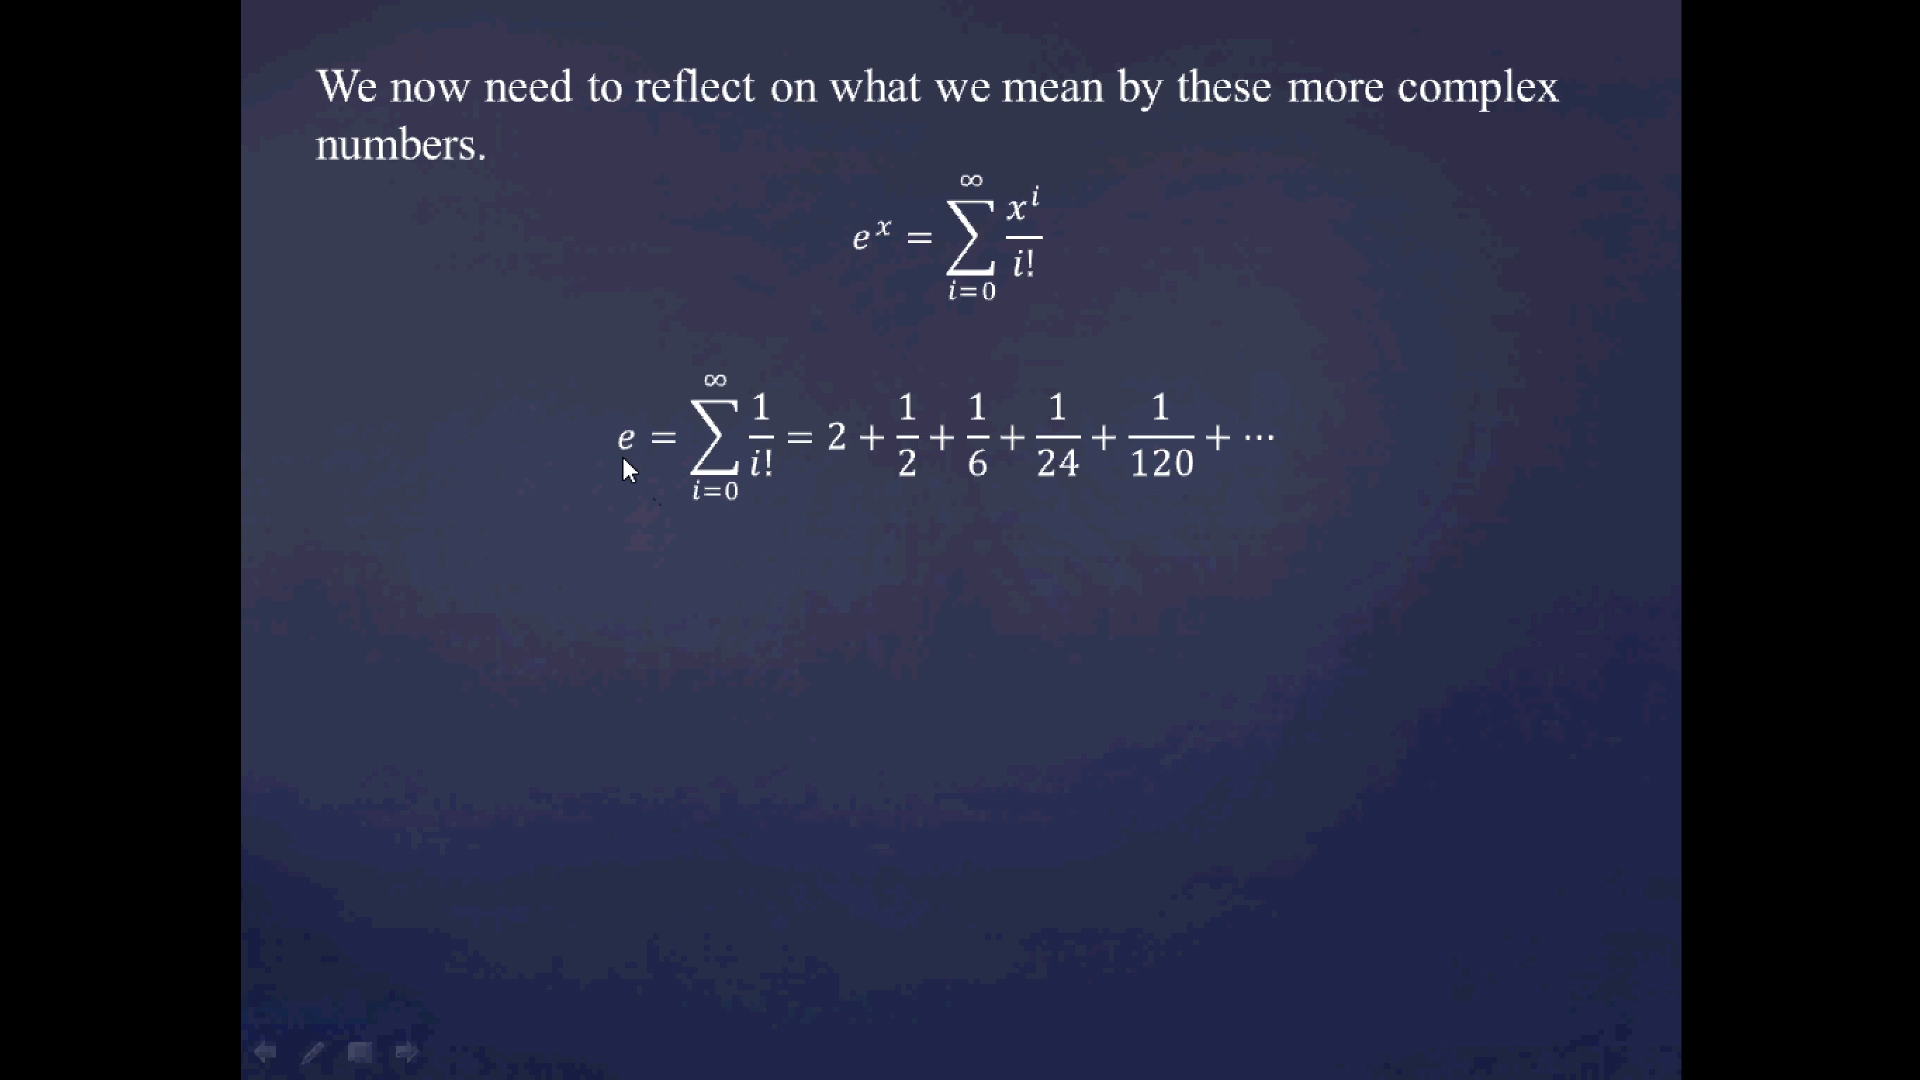 We now need to reflect on what we mean by these more complex
numbers.
e^x = ∑_{i=0}^{∞} x^i/i!
e = ∑_{i=0}^{∞} 1/i! = 2 + 1/2 + 1/6 + 1/24 + 1/120 + ⋯